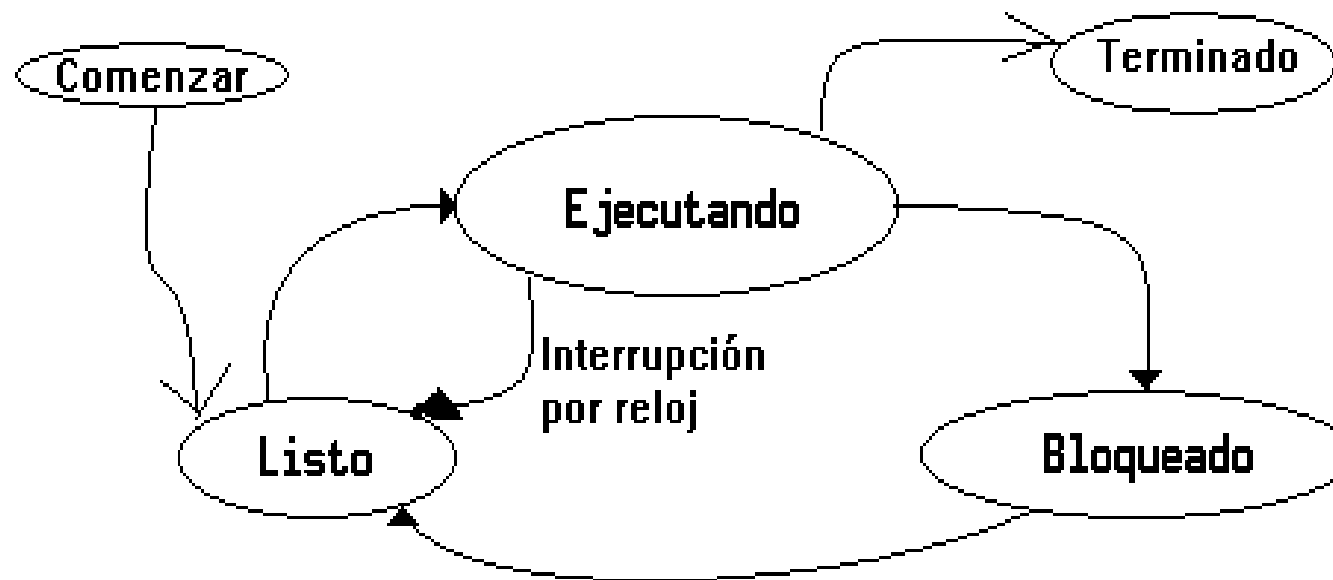 Comenzar
Terminado
Ejecutando
Interrupción
por reloj
Listo
Bloqueado